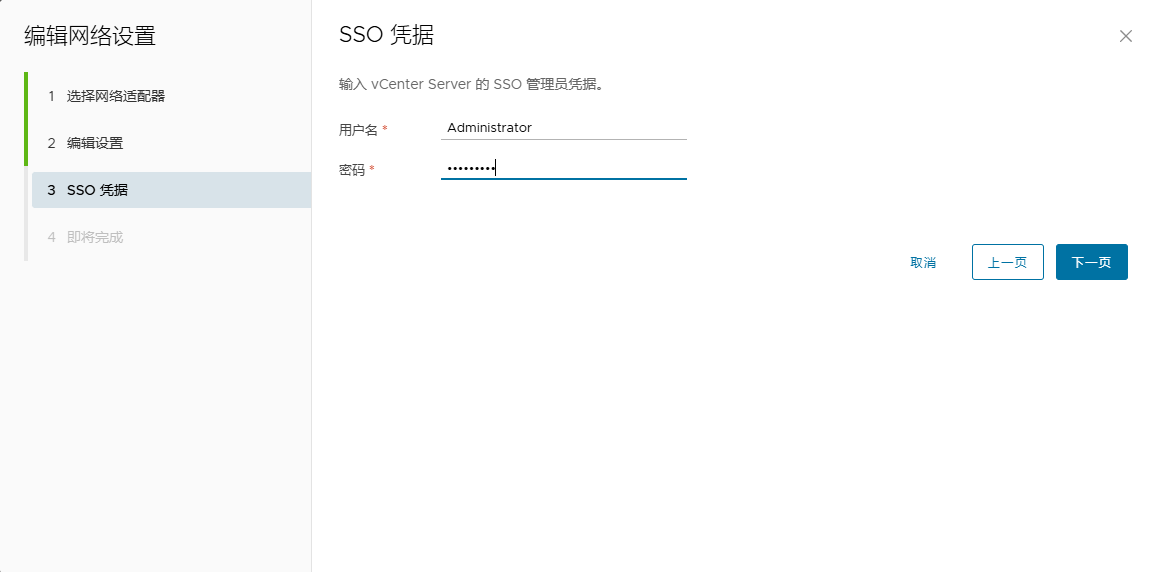 编辑网络设置
1 选择网络适配器
2 编辑设置
3 SSO 凭据
4 即将完成
SSO 凭据
输入 vCenter Server 的 SSO 管理员凭据。
用户名 * Administrator
密码 * •••••••••
取消 上一页 下一页